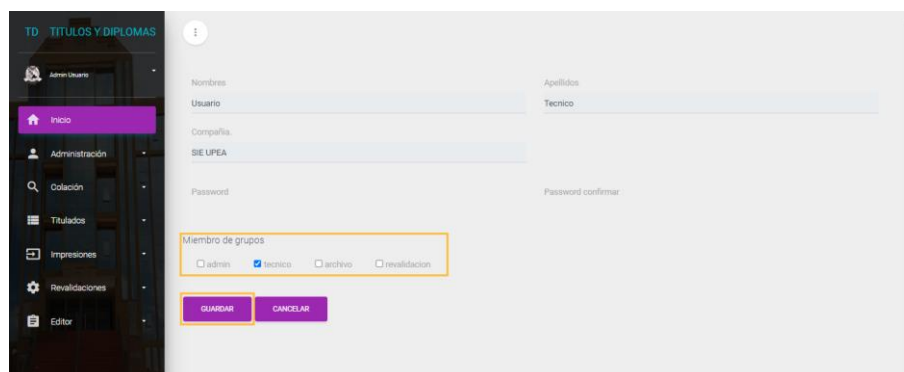 TD TITULOS Y DIPLOMAS
Admin Usuario
Inicio
Administración
Colación
Titulados
Impresiones
Revalidaciones
Editor
Nombres
Apellidos
Usuario
Tecnico
Compañia.
SIE UPEA
Password
Password confirmar
Miembro de grupos
admin tecnico archivo revalidacion
GUARDAR CANCELAR